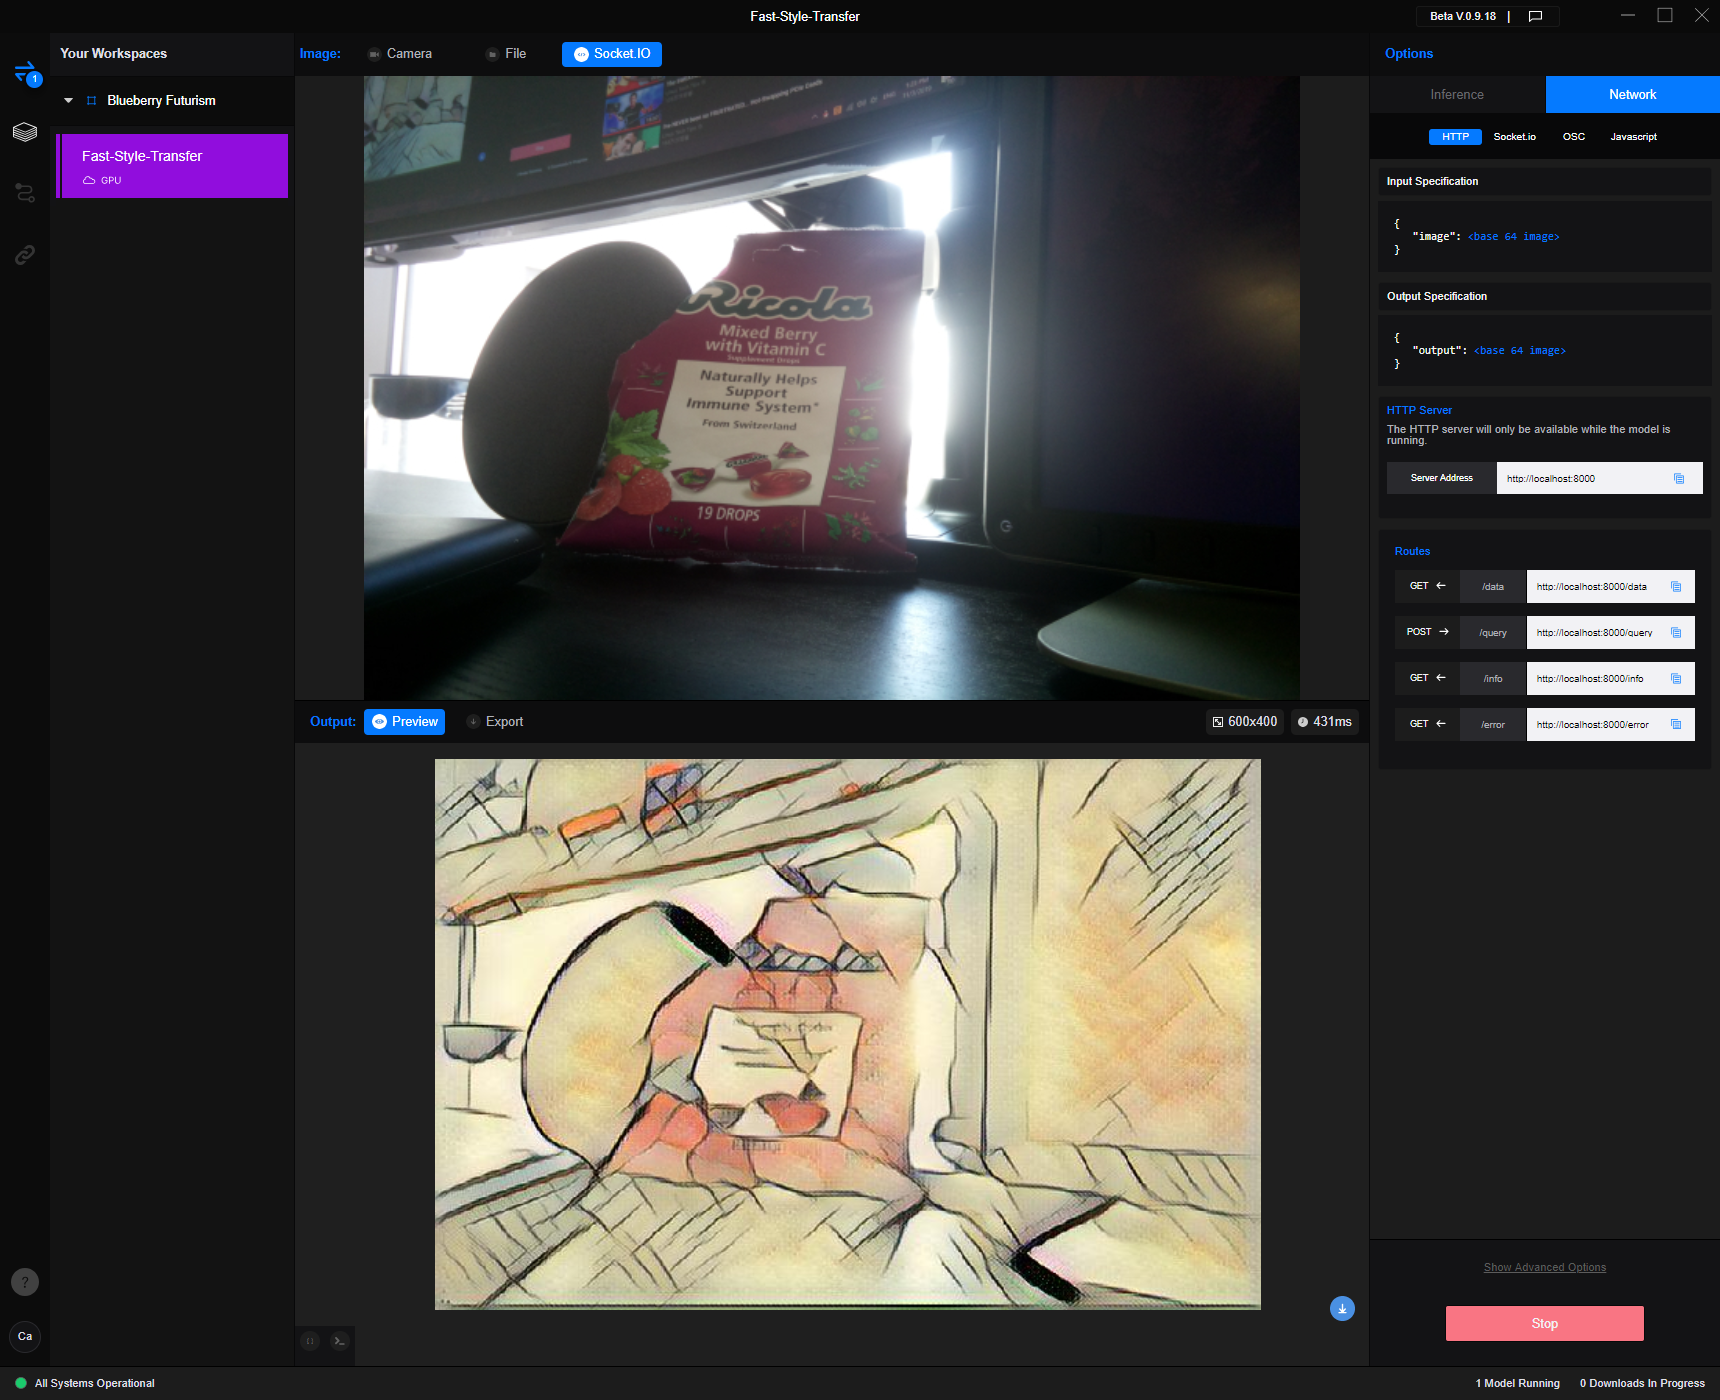 Fast-Style-Transfer
Beta V.0.9.18 |
Your Workspaces
Image:
Camera
File
Socket.IO
Options
1
Blueberry Futurism
Fast-Style-Transfer
GPU
Inference
Network
HTTP
Socket.io
OSC
Javascript
Input Specification
{
"image": <base 64 image>
}
Output Specification
{
"output": <base 64 image>
}
HTTP Server
The HTTP server will only be available while the model is
running.
Server Address
http://localhost:8000
Routes
GET ←
/data
http://localhost:8000/data
POST →
/query
http://localhost:8000/query
GET ←
/info
http://localhost:8000/info
GET ←
/error
http://localhost:8000/error
Ricola
Mixed Berry
with Vitamin C
Supplement Drops
Naturally Helps
Support
Immune System*
From Switzerland
19 DROPS
Output:
Preview
Export
600x400
431ms
Show Advanced Options
Stop
?
Ca
All Systems Operational
1 Model Running
0 Downloads In Progress